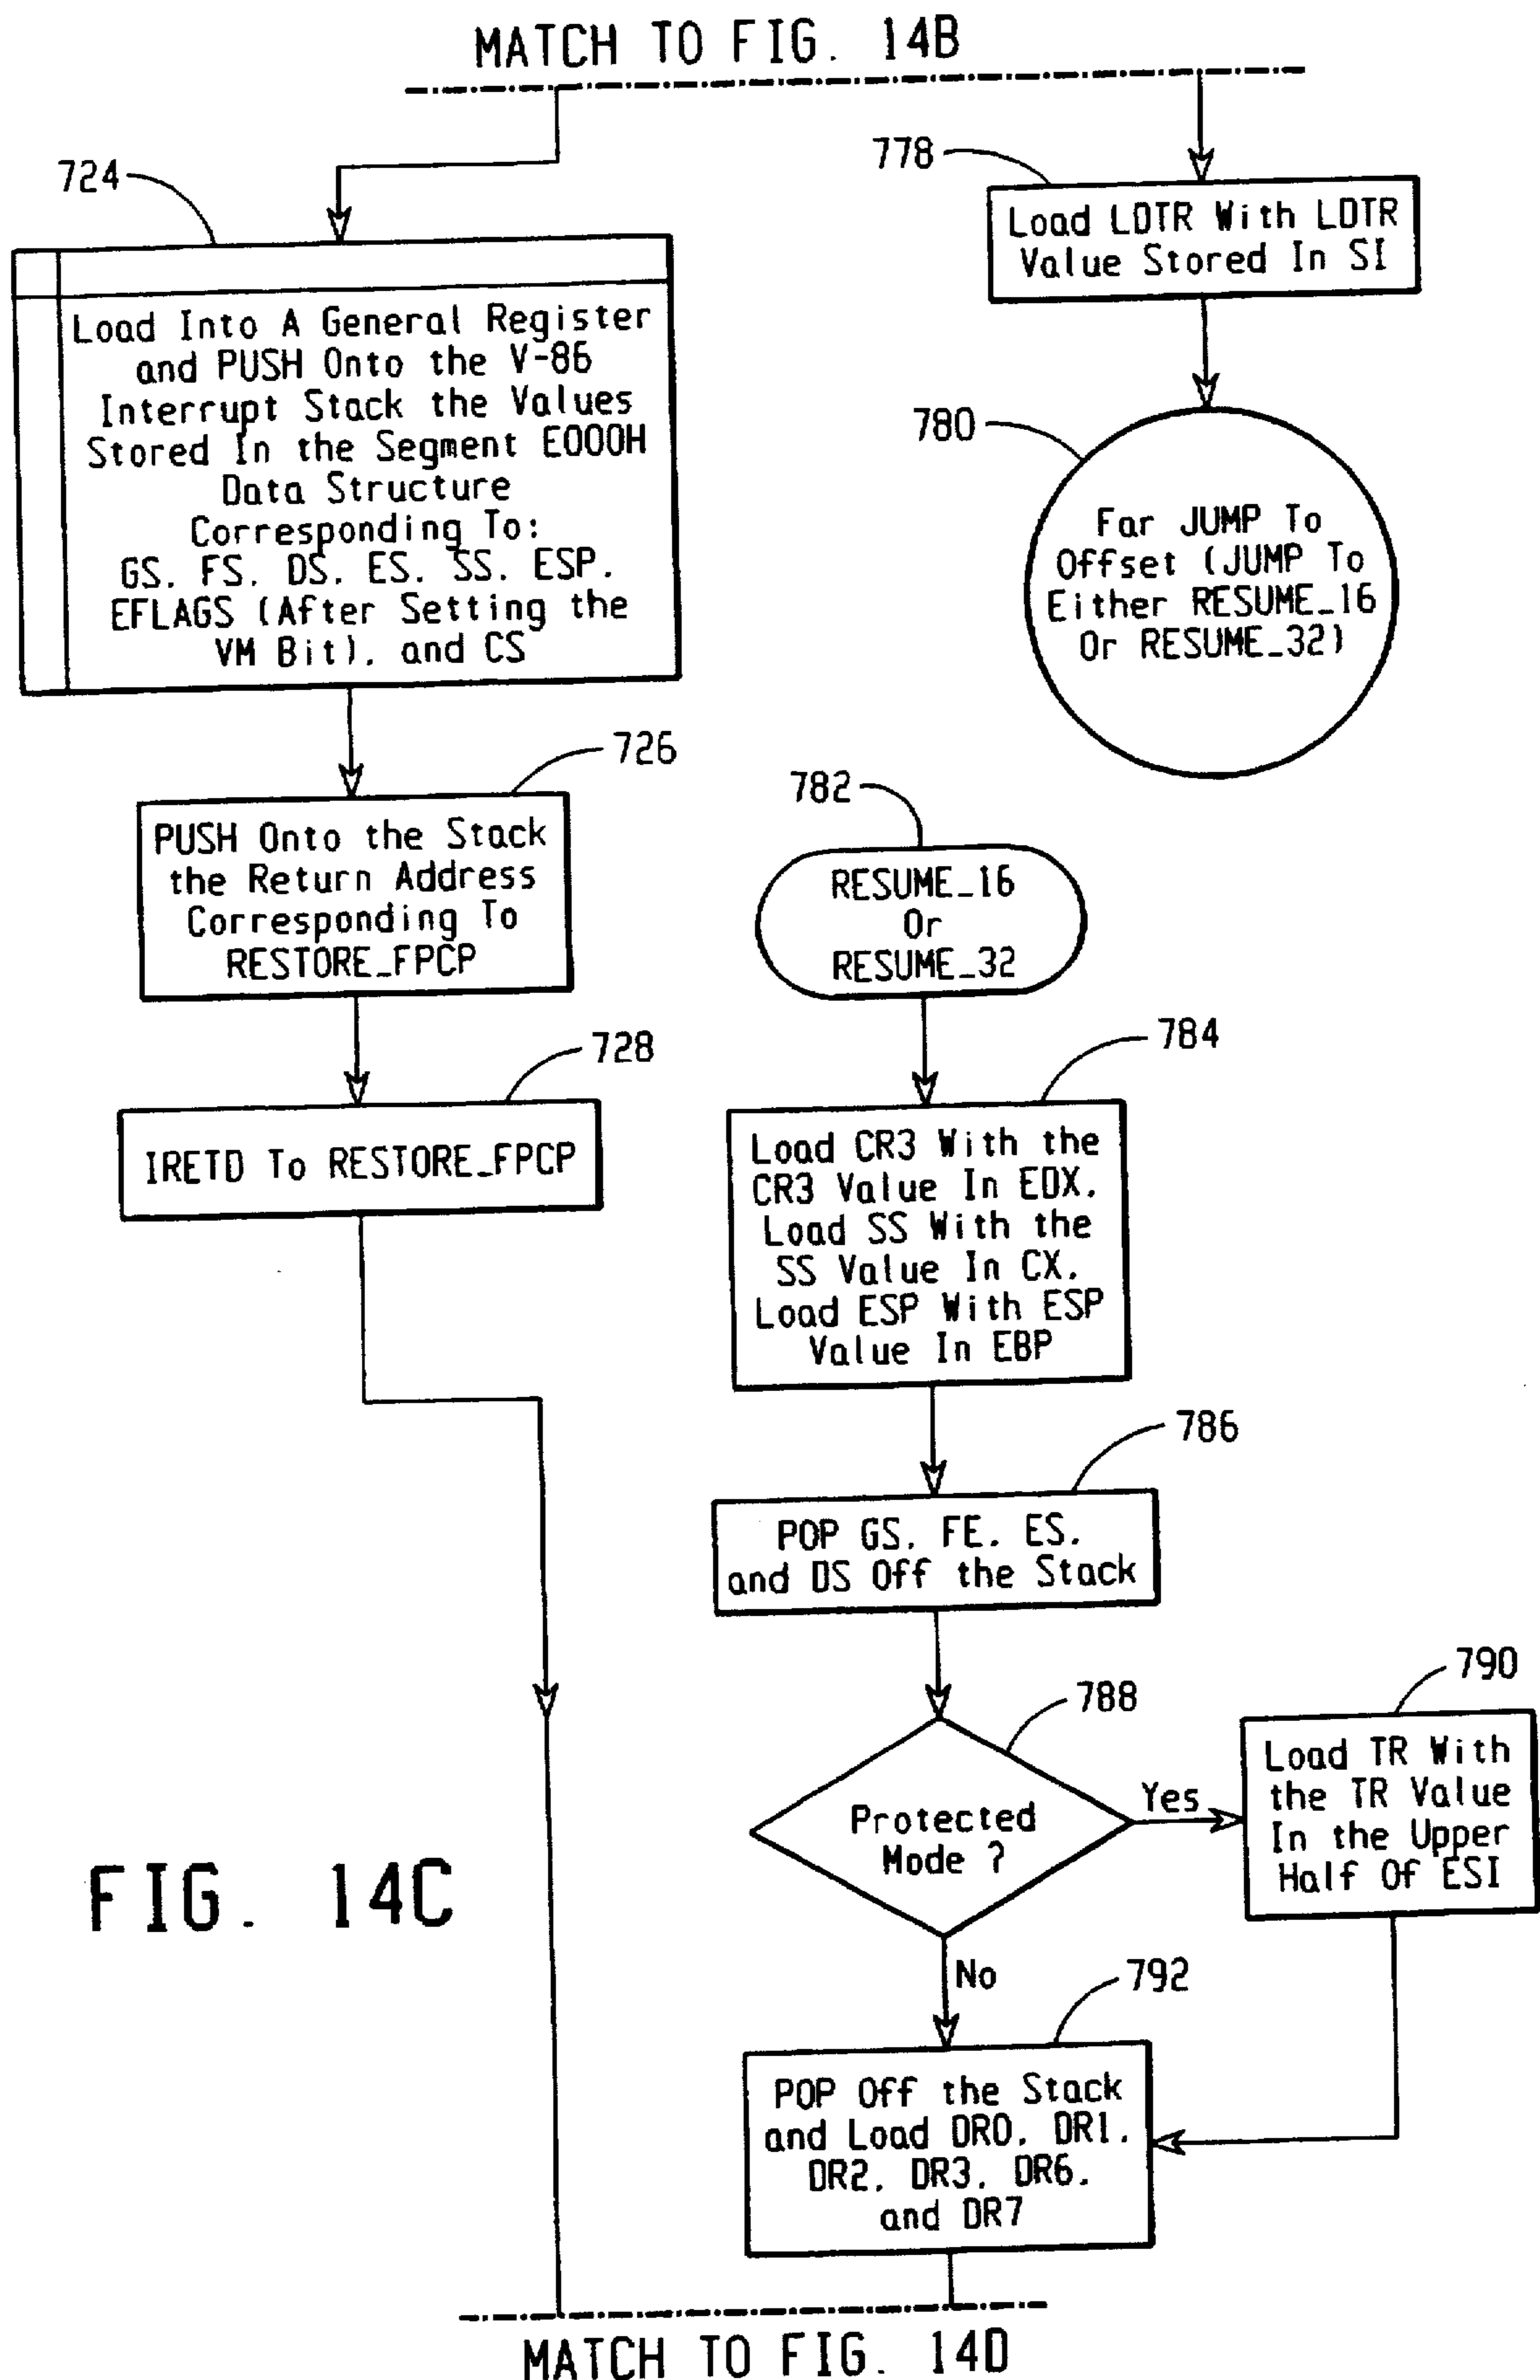 MATCH TO FIG. 14B
724
Load Into A General Register
and PUSH Onto the V-86
Interrupt Stack the Values
Stored In the Segment E000H
Data Structure
Corresponding To:
GS, FS, DS, ES, SS, ESP,
EFLAGS (After Setting the
VM Bit), and CS
726
PUSH Onto the Stack
the Return Address
Corresponding To
RESTORE_FPCP
728
IRETD To RESTORE_FPCP
778
Load LDTR With LDTR
Value Stored In SI
780
Far JUMP To
Offset (JUMP To
Either RESUME_16
Or RESUME_32)
782
RESUME_16
Or
RESUME_32
784
Load CR3 With the
CR3 Value In EDX,
Load SS With the
SS Value In CX,
Load ESP With ESP
Value In EBP
786
POP GS, FE, ES,
and DS Off the Stack
788
Protected
Mode ?
Yes
790
Load TR With
the TR Value
In the Upper
Half Of ESI
No
792
POP Off the Stack
and Load DR0, DR1,
DR2, DR3, DR6,
and DR7
FIG. 14C
MATCH TO FIG. 14D